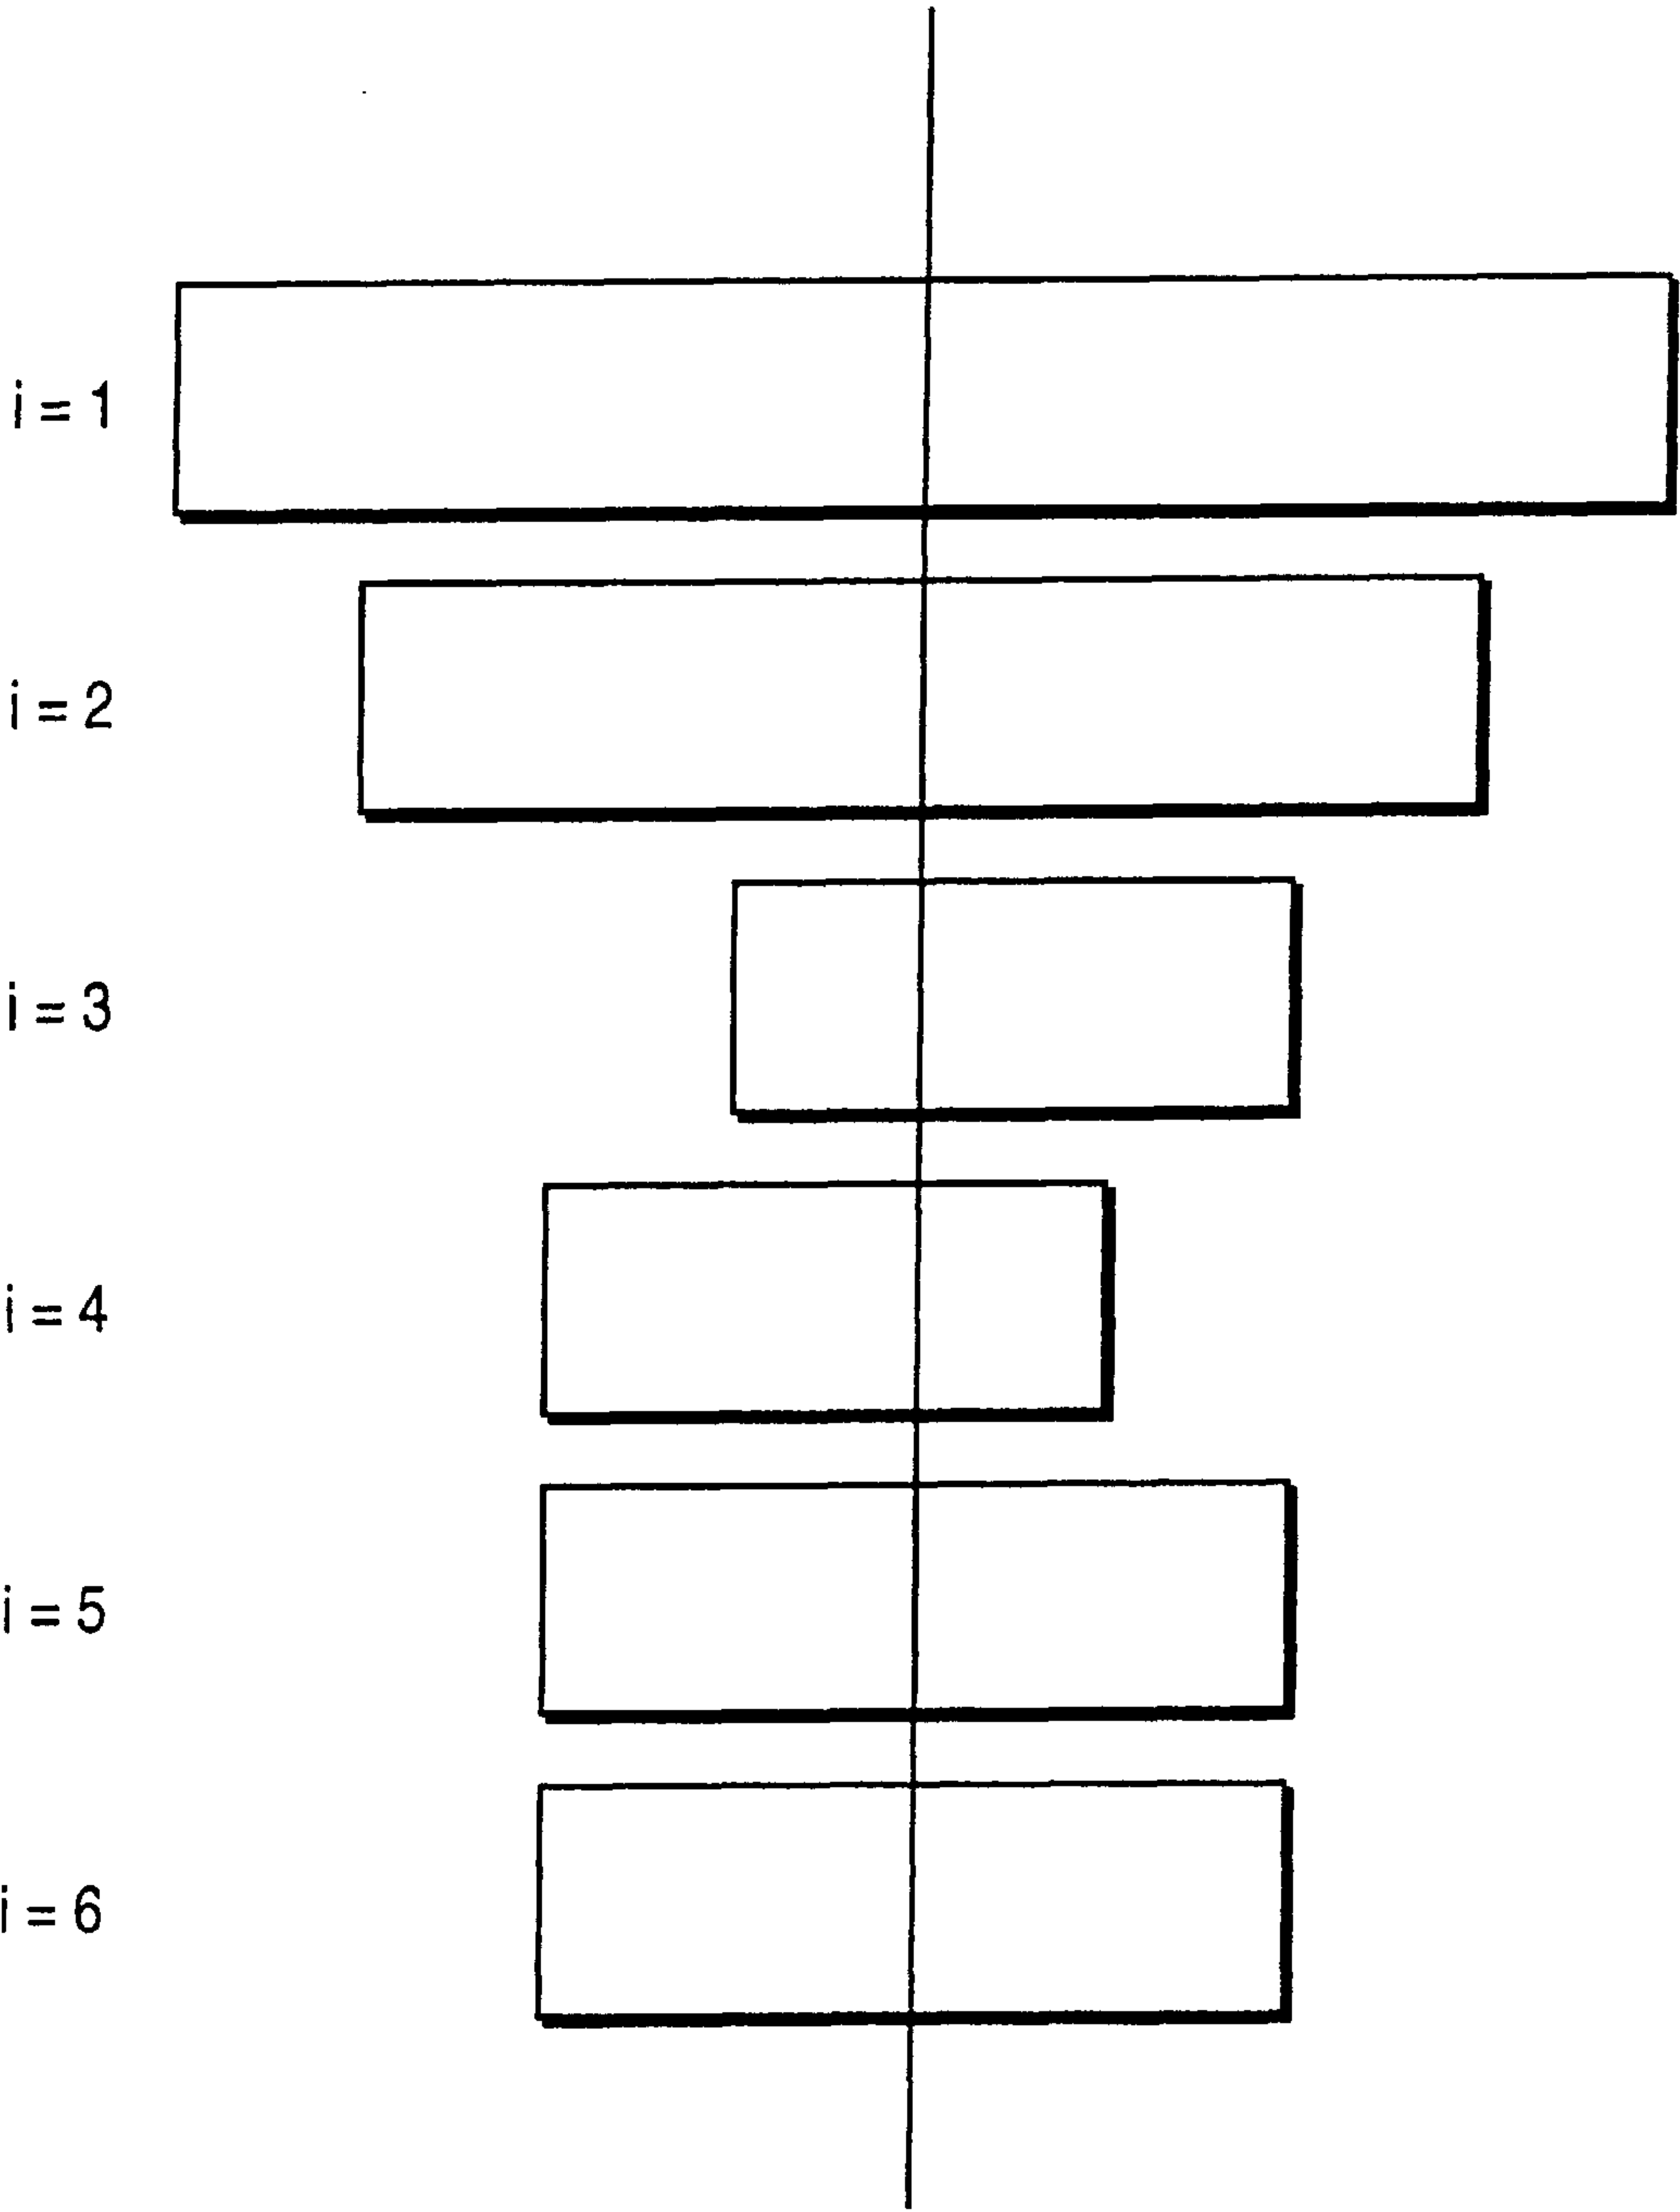 i = 1
i = 2
i = 3
i = 4
i = 5
i = 6